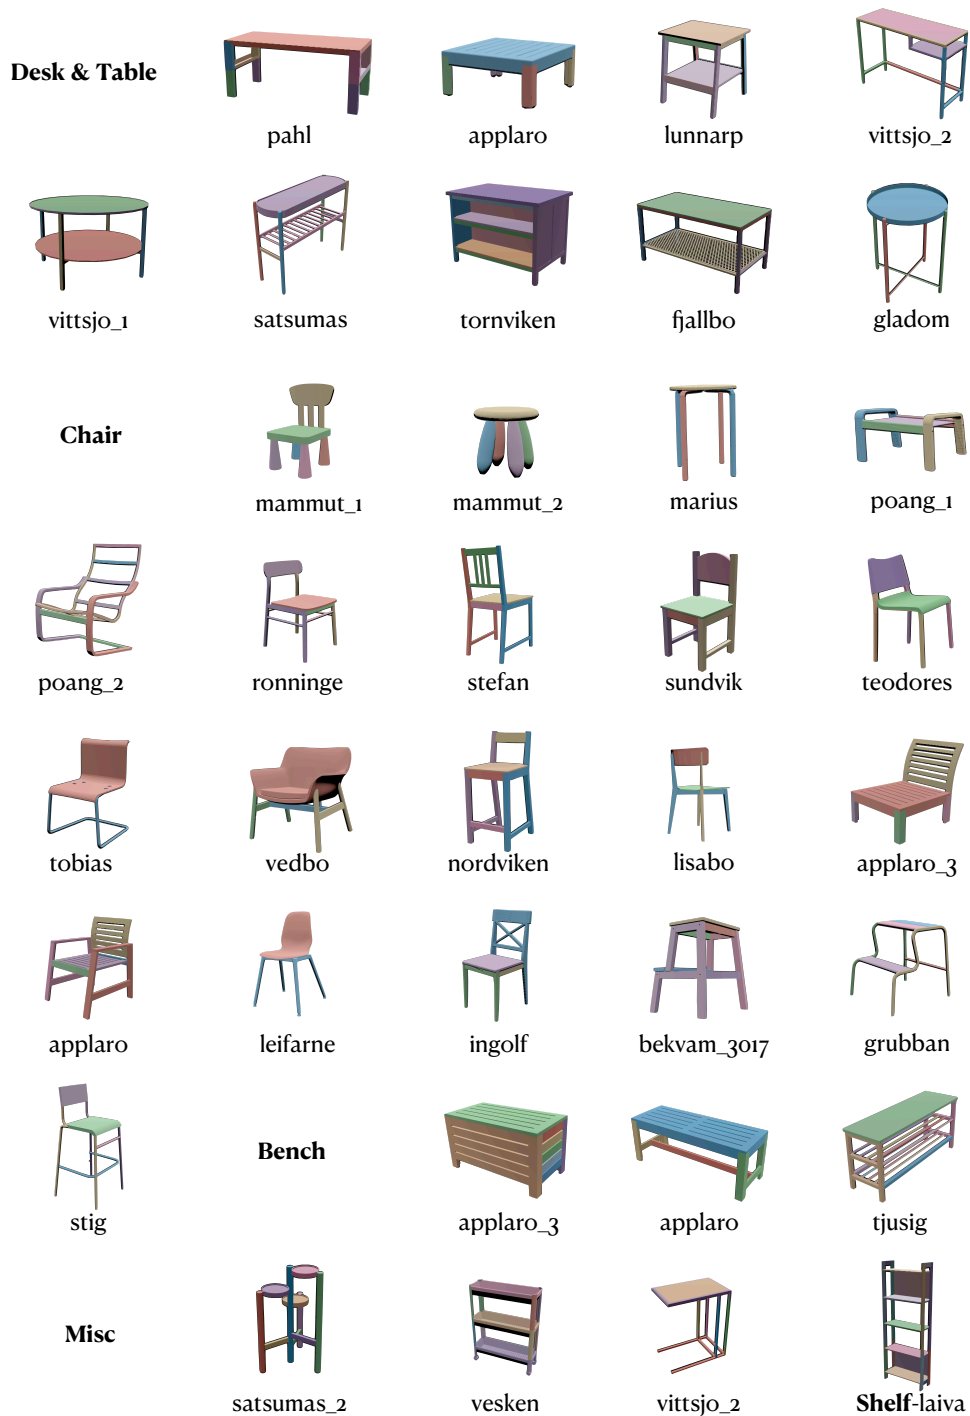 Desk & Table
pahl
applaro
lunnarp
vittsjo_2
vittsjo_1
satsumas
tornviken
fjallbo
gladom
Chair
mammut_1
mammut_2
marius
poang_1
poang_2
ronninge
stefan
sundvik
teodores
tobias
vedbo
nordviken
lisabo
applaro_3
applaro
leifarne
ingolf
bekvam_3017
grubban
stig
Bench
applaro_3
applaro
tjusig
Misc
satsumas_2
vesken
vittsjo_2
Shelf-laiva